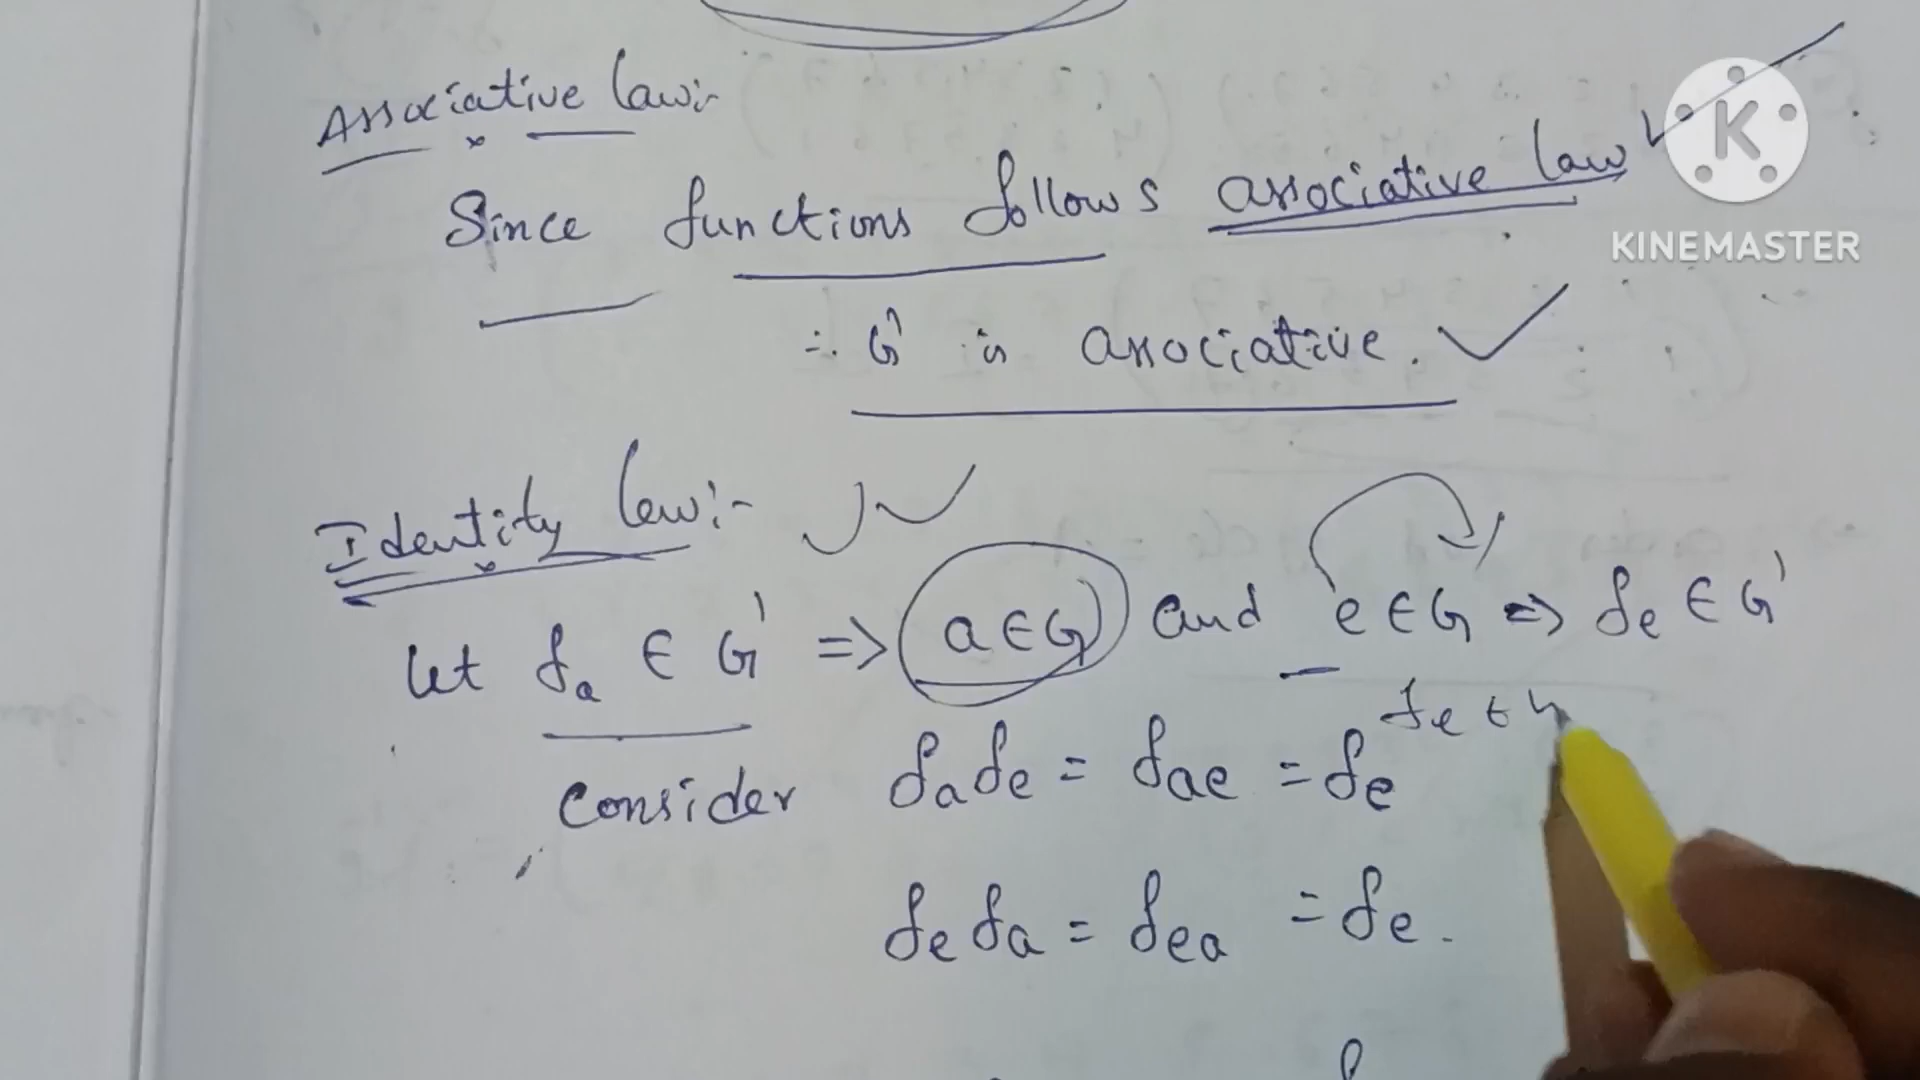 Associative law:-
Since functions follows associative law
∴ G' is associative.
Identity law:-
let fₐ ∈ G' => a∈G and e∈G => fₑ ∈ G'
fₑ ∈
Consider fₐfₑ = fₐₑ = fₑ
fₑfₐ = fₑₐ = fₑ.
K
KINEMASTER